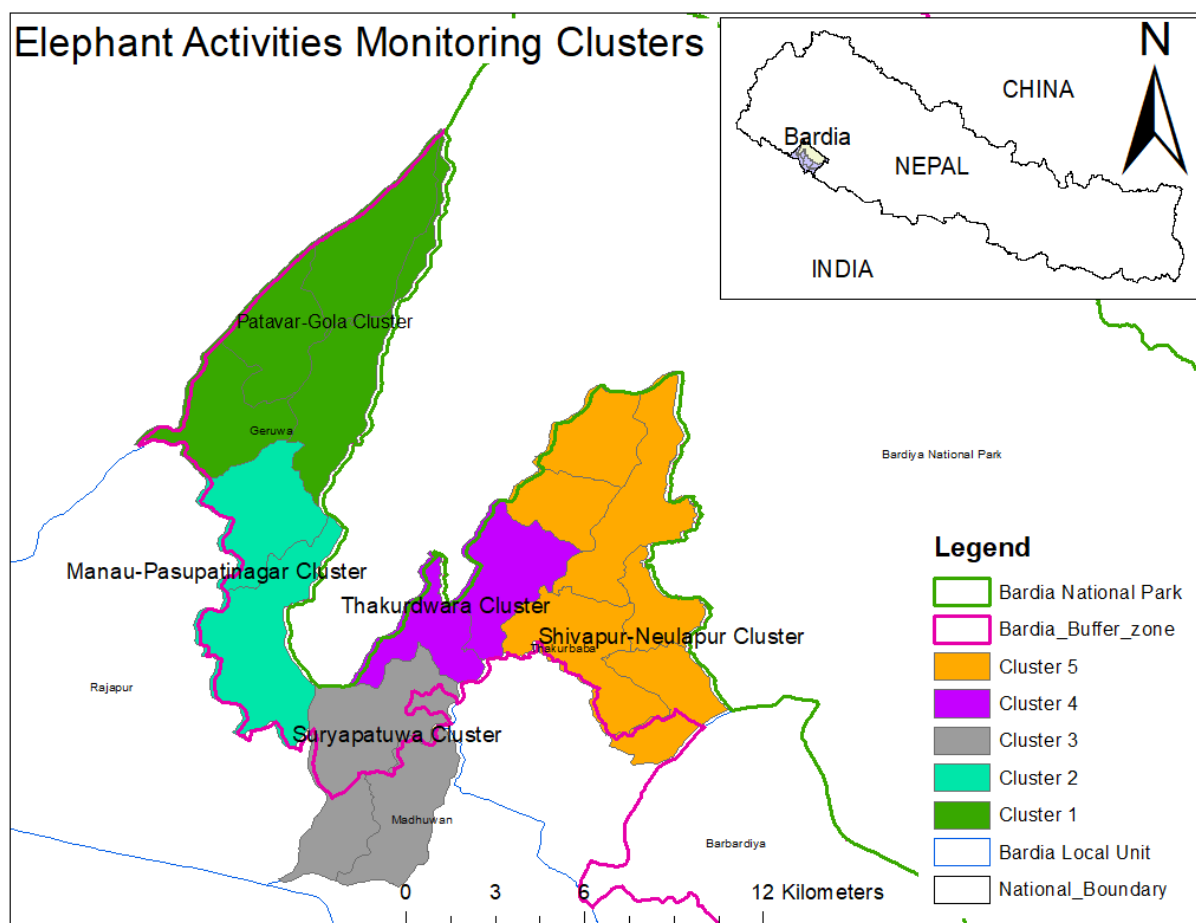 Elephant Activities Monitoring Clusters
N
CHINA
Bardia
NEPAL
INDIA
Patavar-Gola Cluster
Geruwa
Bardiya National Park
Manau-Pasupatinagar Cluster
Thakurdwara Cluster
Shivapur-Neulapur Cluster
Thakurbaba
Rajapur
Suryapatuwa Cluster
Madhuwan
Barbardiya
Legend
Bardia National Park
Bardia_Buffer_zone
Cluster 5
Cluster 4
Cluster 3
Cluster 2
Cluster 1
Bardia Local Unit
National_Boundary
0 3 6 12 Kilometers